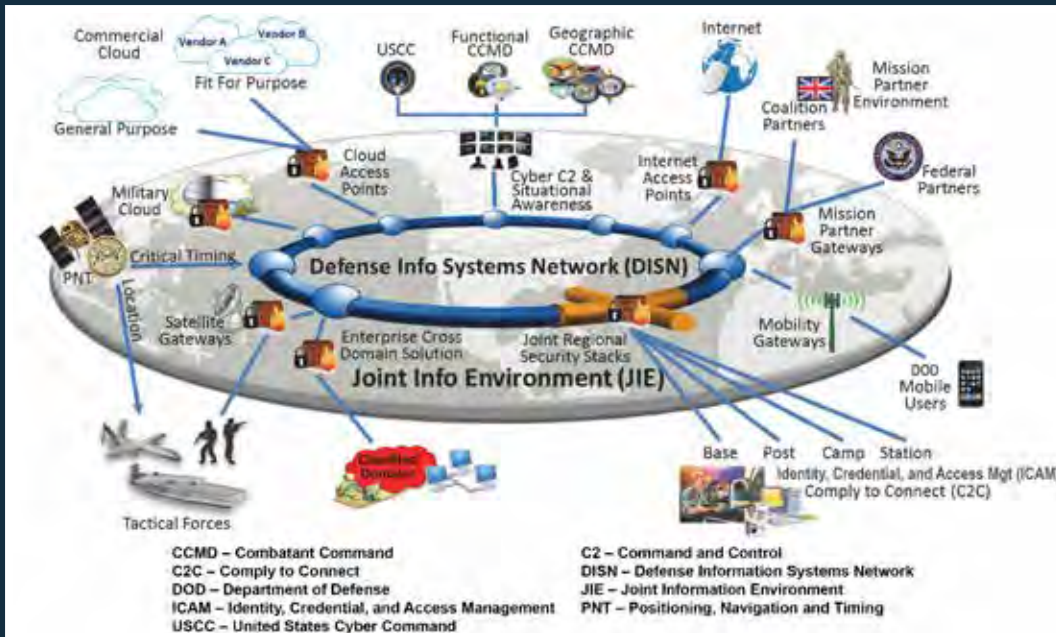 Commercial
Cloud
Vendor A
Vendor B
Vendor C
Fit For Purpose
General Purpose
USCC
Functional
CCMD
Geographic
CCMD
Internet
Mission
Partner
Environment
Coalition
Partners
Federal
Partners
Cloud
Access
Points
Cyber C2 &
Situational
Awareness
Internet
Access
Points
Mission
Partner
Gateways
Military
Cloud
PNT
Critical Timing
Location
Defense Info Systems Network (DISN)
Satellite
Gateways
Enterprise Cross
Domain Solution
Joint Regional
Security Stacks
Mobility
Gateways
Joint Info Environment (JIE)
DOD
Mobile
Users
Tactical Forces
Classified
Domains
Base Post Camp Station
Identity, Credential, and Access Mgt (ICAM)
Comply to Connect (C2C)
CCMD – Combatant Command
C2C – Comply to Connect
DOD – Department of Defense
ICAM – Identity, Credential, and Access Management
USCC – United States Cyber Command
C2 – Command and Control
DISN – Defense Information Systems Network
JIE – Joint Information Environment
PNT – Positioning, Navigation and Timing